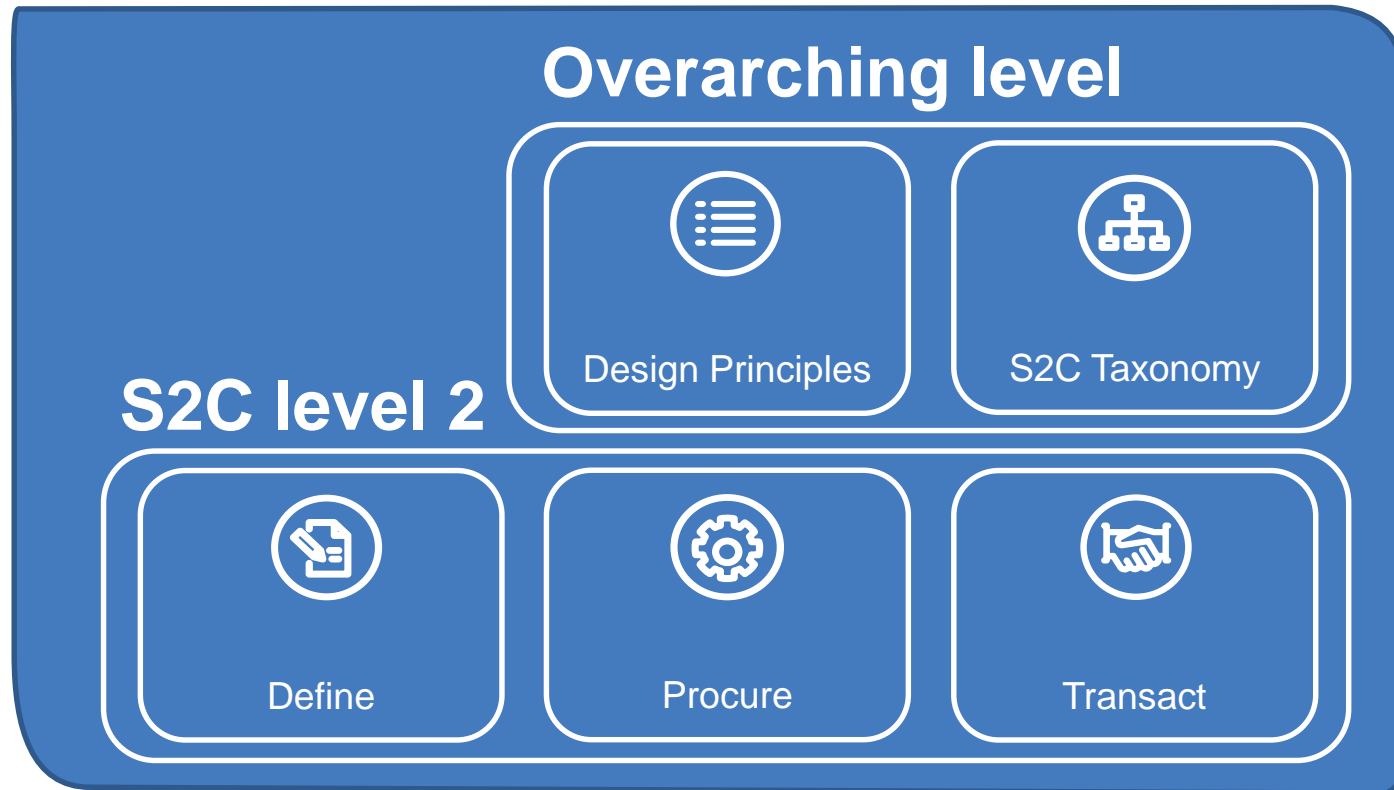 Overarching level
Design Principles
S2C Taxonomy
S2C level 2
Define
Procure
Transact